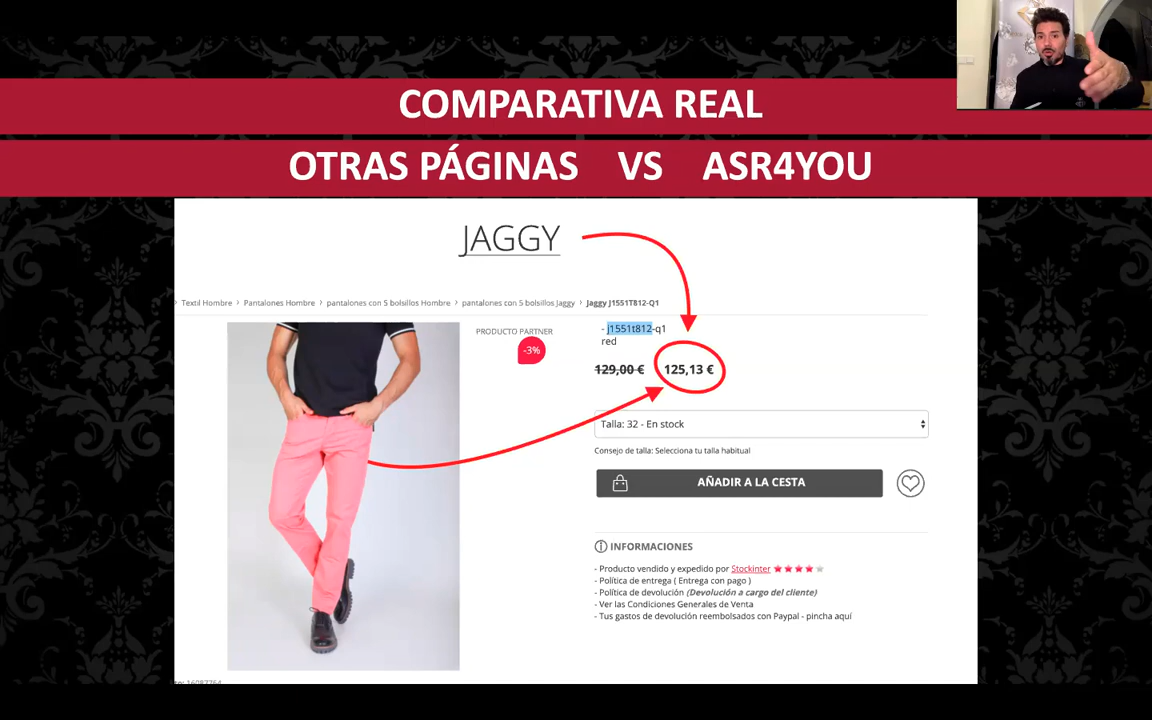 COMPARATIVA REAL
OTRAS PÁGINAS VS ASR4YOU
JAGGY
> Textil Hombre > Pantalones Hombre > pantalones con 5 bolsillos Hombre > pantalones con 5 bolsillos Jaggy > Jaggy J1551T812-Q1
PRODUCTO PARTNER
-3%
- j1551t812-q1
red
129,00 € 125,13 €
Talla: 32 - En stock
Consejo de talla: Selecciona tu talla habitual
AÑADIR A LA CESTA
INFORMACIONES
- Producto vendido y expedido por Stockinter
- Política de entrega ( Entrega con pago )
- Política de devolución (Devolución a cargo del cliente)
- Ver las Condiciones Generales de Venta
- Tus gastos de devolución reembolsados con Paypal - pincha aquí